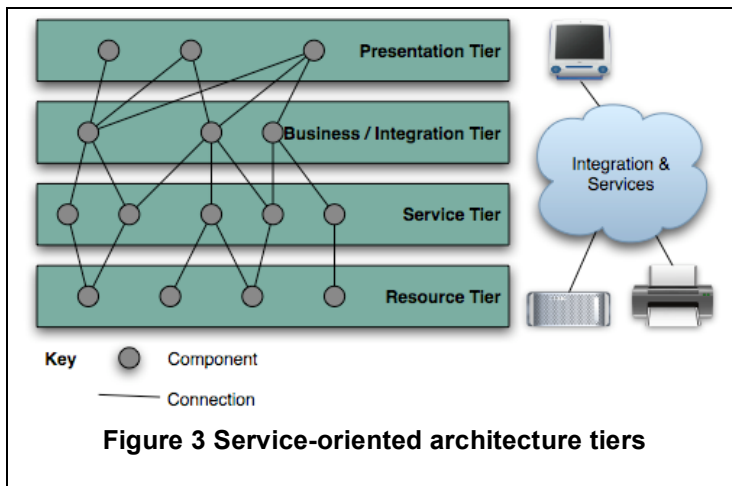 Presentation Tier
Business / Integration Tier
Integration &
Services
Service Tier
Resource Tier
Key
Component
Connection
Figure 3 Service-oriented architecture tiers